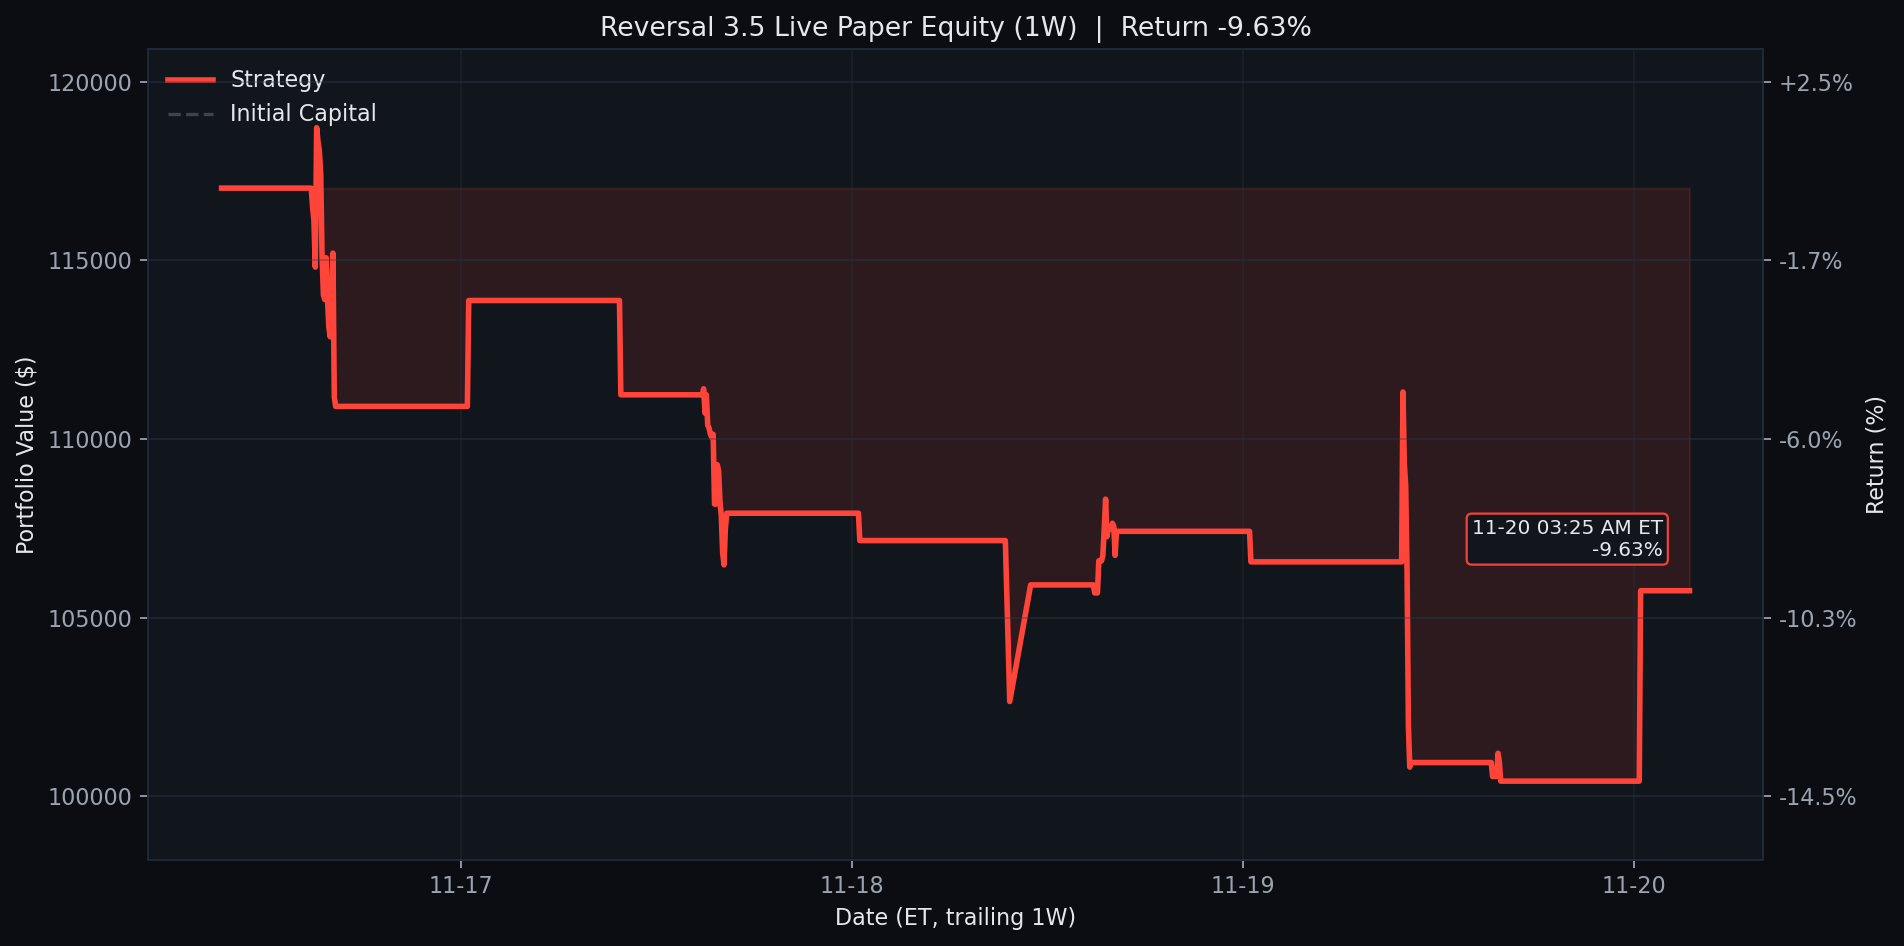 Reversal 3.5 Live Paper Equity (1W)  |  Return -9.63%
Strategy
Initial Capital
120000
115000
110000
105000
100000
Portfolio Value ($)
+2.5%
-1.7%
-6.0%
-10.3%
-14.5%
Return (%)
11-20 03:25 AM ET
-9.63%
11-17
11-18
11-19
11-20
Date (ET, trailing 1W)